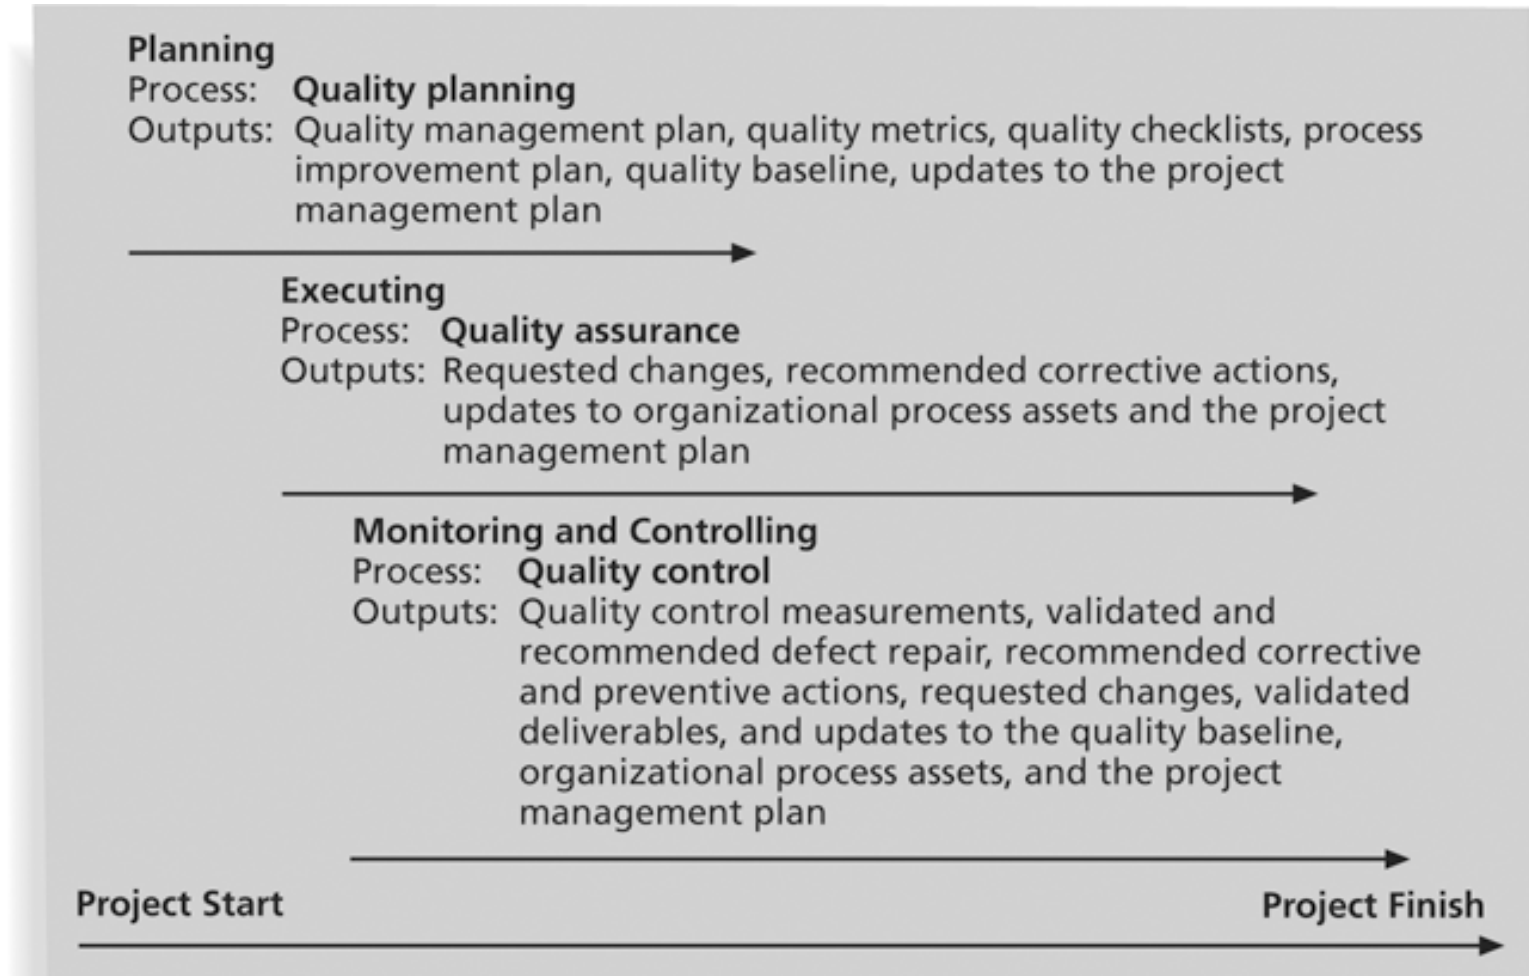 Planning
Process: Quality planning
Outputs: Quality management plan, quality metrics, quality checklists, process
improvement plan, quality baseline, updates to the project
management plan
Executing
Process: Quality assurance
Outputs: Requested changes, recommended corrective actions,
updates to organizational process assets and the project
management plan
Monitoring and Controlling
Process: Quality control
Outputs: Quality control measurements, validated and
recommended defect repair, recommended corrective
and preventive actions, requested changes, validated
deliverables, and updates to the quality baseline,
organizational process assets, and the project
management plan
Project Start Project Finish